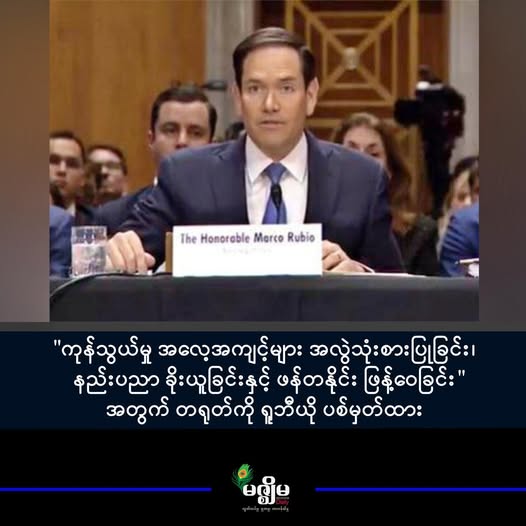 The Honorable Marco Rubio
"ကုန်သွယ်မှု အလေ့အကျင့်များ အလွဲသုံးစားပြုခြင်း၊
နည်းပညာ ခိုးယူခြင်းနှင့် ဖန်တနိုင်း ဖြန့်ဝေခြင်း"
အတွက် တရုတ်ကို ရူဘီယို ပစ်မှတ်ထား
မဇ္ဈိမ